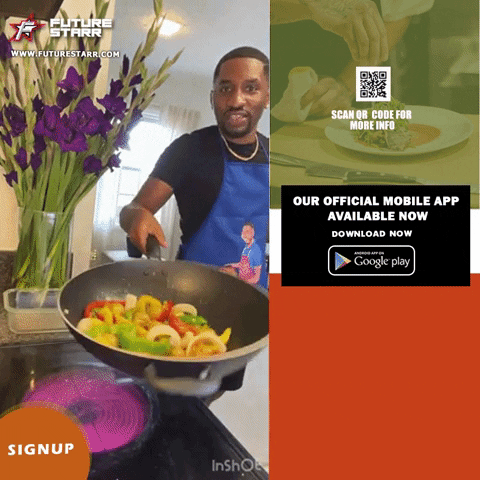 FUTURE
STARR
WWW.FUTURESTARR.COM
SCAN QR CODE FOR
MORE INFO
OUR OFFICIAL MOBILE APP
AVAILABLE NOW
DOWNLOAD NOW
ANDROID APP ON
Google play
SIGNUP
InShOt